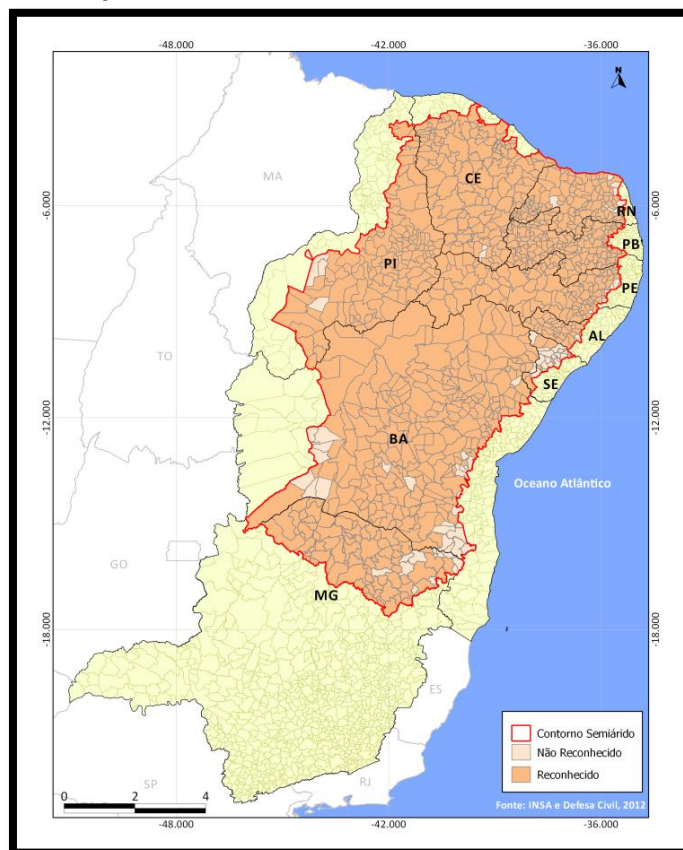 -48.000 -42.000 -36.000
N
MA
CE
-6.000 RN -6.000
PB
PI
PE
TO
AL
SE
-12.000 -12.000
BA
Oceano Atlântico
GO
MG
-18.000 -18.000
ES
Contorno Semiárido
Não Reconhecido
Reconhecido
0 2 4
SP RJ
Fonte: INSA e Defesa Civil, 2012
-48.000 -42.000 -36.000